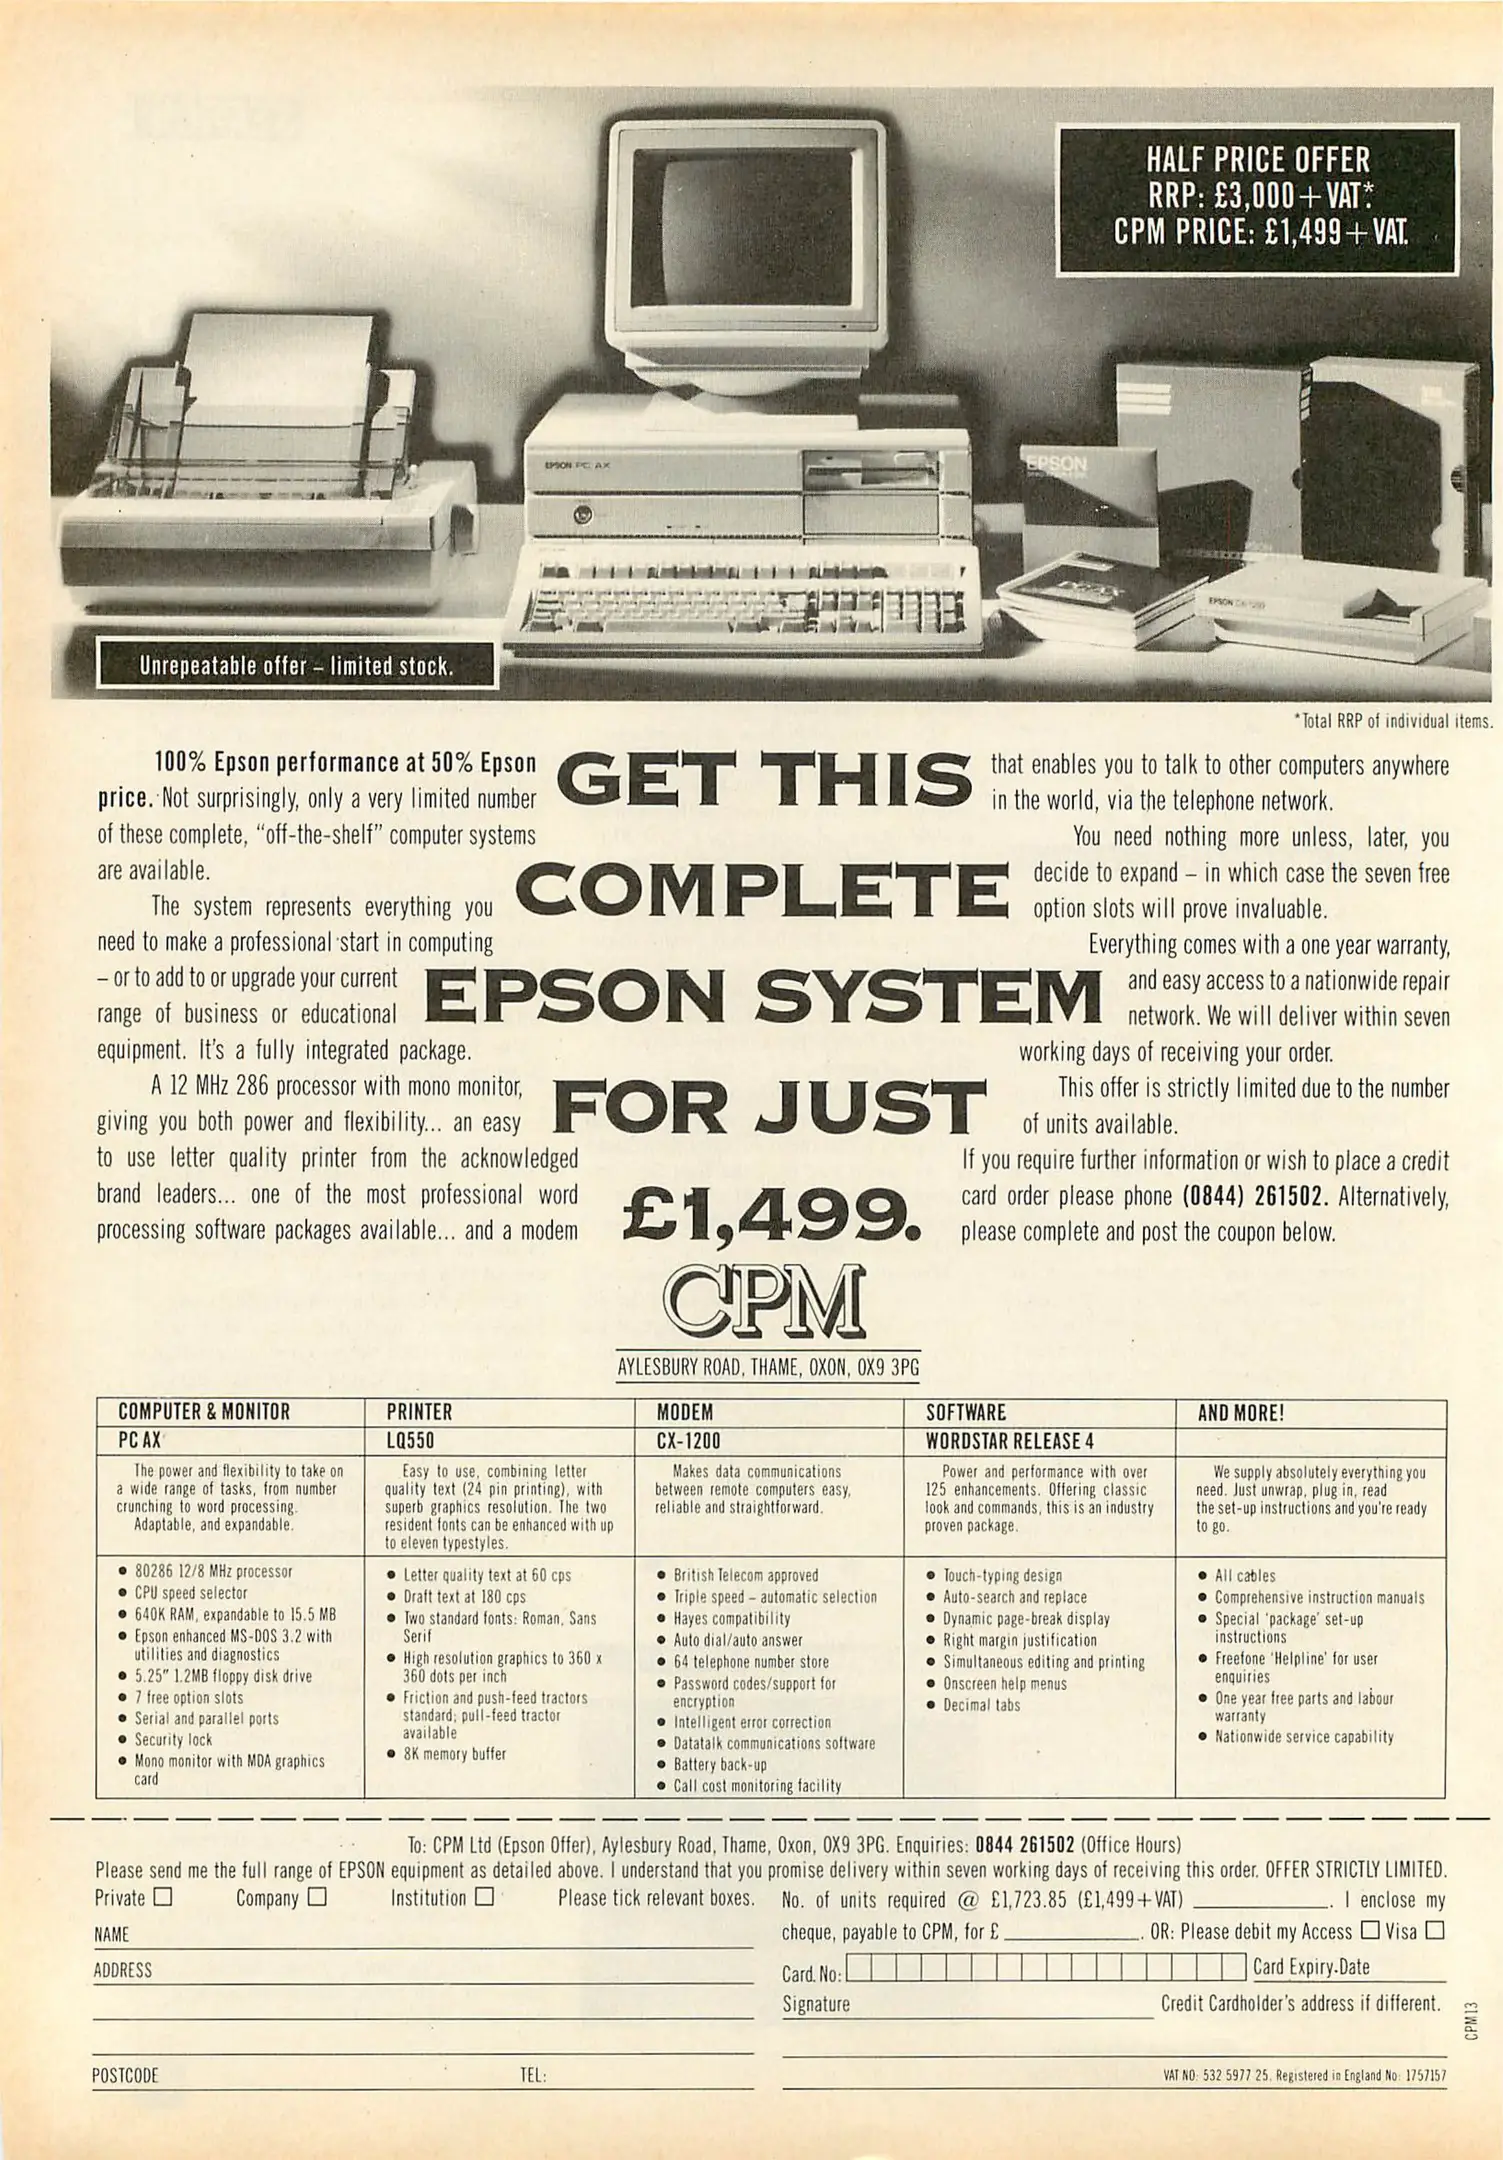 HALF PRICE OFFER
RRP: £3,000+VAT*
CPM PRICE: £1,499+VAT.
EPSON PC AX
EPSON
EPSON CX-1200
Unrepeatable offer – limited stock.
*Total RRP of individual items.
GET THIS
COMPLETE
EPSON SYSTEM
FOR JUST
£1,499.
100% Epson performance at 50% Epson
price. Not surprisingly, only a very limited number
of these complete, “off-the-shelf” computer systems
are available.
The system represents everything you
need to make a professional start in computing
– or to add to or upgrade your current
range of business or educational
equipment. It's a fully integrated package.
A 12 MHz 286 processor with mono monitor,
giving you both power and flexibility... an easy
to use letter quality printer from the acknowledged
brand leaders... one of the most professional word
processing software packages available... and a modem
that enables you to talk to other computers anywhere
in the world, via the telephone network.
You need nothing more unless, later, you
decide to expand – in which case the seven free
option slots will prove invaluable.
Everything comes with a one year warranty,
and easy access to a nationwide repair
network. We will deliver within seven
working days of receiving your order.
This offer is strictly limited due to the number
of units available.
If you require further information or wish to place a credit
card order please phone (0844) 261502. Alternatively,
please complete and post the coupon below.
CPM
AYLESBURY ROAD, THAME, OXON, OX9 3PG
COMPUTER & MONITOR
PC AX
The power and flexibility to take on
a wide range of tasks, from number
crunching to word processing.
Adaptable, and expandable.
• 80286 12/8 MHz processor
• CPU speed selector
• 640K RAM, expandable to 15.5 MB
• Epson enhanced MS-DOS 3.2 with
utilities and diagnostics
• 5.25" 1.2MB floppy disk drive
• 7 free option slots
• Serial and parallel ports
• Security lock
• Mono monitor with MDA graphics
card
PRINTER
LQ550
Easy to use, combining letter
quality text (24 pin printing), with
superb graphics resolution. The two
resident fonts can be enhanced with up
to eleven typestyles.
• Letter quality text at 60 cps
• Draft text at 180 cps
• Two standard fonts: Roman, Sans
Serif
• High resolution graphics to 360 x
360 dots per inch
• Friction and push-feed tractors
standard; pull-feed tractor
available
• 8K memory buffer
MODEM
CX-1200
Makes data communications
between remote computers easy,
reliable and straightforward.
• British Telecom approved
• Triple speed – automatic selection
• Hayes compatibility
• Auto dial/auto answer
• 64 telephone number store
• Password codes/support for
encryption
• Intelligent error correction
• Datatalk communications software
• Battery back-up
• Call cost monitoring facility
SOFTWARE
WORDSTAR RELEASE 4
Power and performance with over
125 enhancements. Offering classic
look and commands, this is an industry
proven package.
• Touch-typing design
• Auto-search and replace
• Dynamic page-break display
• Right margin justification
• Simultaneous editing and printing
• Onscreen help menus
• Decimal tabs
AND MORE!
We supply absolutely everything you
need. Just unwrap, plug in, read
the set-up instructions and you're ready
to go.
• All cables
• Comprehensive instruction manuals
• Special ‘package’ set-up
instructions
• Freefone ‘Helpline’ for user
enquiries
• One year free parts and labour
warranty
• Nationwide service capability
To: CPM Ltd (Epson Offer), Aylesbury Road, Thame, Oxon, OX9 3PG. Enquiries: 0844 261502 (Office Hours)
Please send me the full range of EPSON equipment as detailed above. I understand that you promise delivery within seven working days of receiving this order. OFFER STRICTLY LIMITED.
Private Company Institution Please tick relevant boxes.
NAME
ADDRESS
POSTCODE TEL:
No. of units required @ £1,723.85 (£1,499+VAT) . I enclose my
cheque, payable to CPM, for £ . OR: Please debit my Access Visa
Card. No: Card Expiry-Date
Signature Credit Cardholder's address if different.
VAT NO: 532 5977 25. Registered in England No: 1757157
CPM13